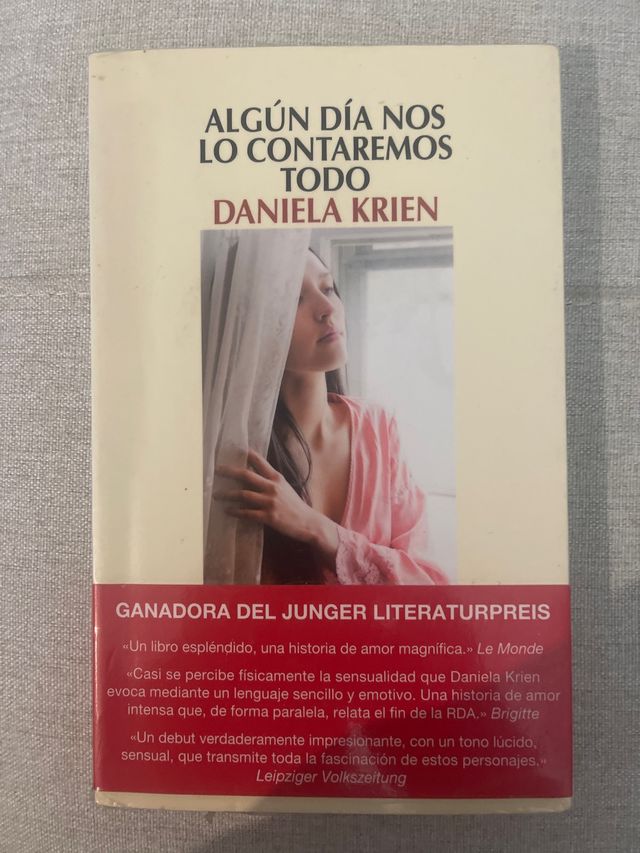 ALGÚN DÍA NOS
LO CONTAREMOS
TODO
DANIELA KRIEN
GANADORA DEL JUNGER LITERATURPREIS
«Un libro espléndido, una historia de amor magnífica.» Le Monde
«Casi se percibe físicamente la sensualidad que Daniela Krien
evoca mediante un lenguaje sencillo y emotivo. Una historia de amor
intensa que, de forma paralela, relata el fin de la RDA.» Brigitte
«Un debut verdaderamente impresionante, con un tono lúcido,
sensual, que transmite toda la fascinación de estos personajes.»
Leipziger Volkszeitung